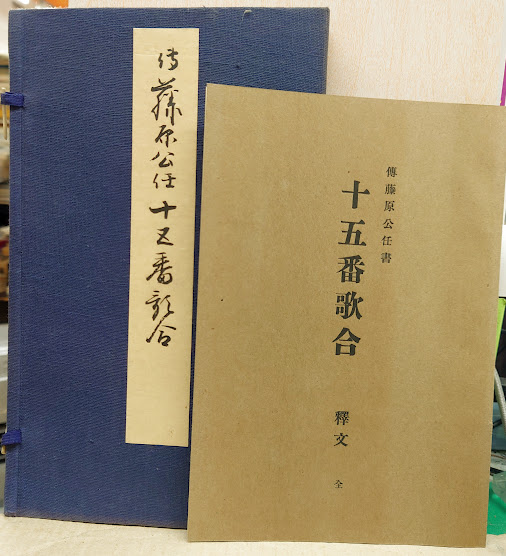 傳藤原公任十五番歌合
傳藤原公任書
十五番歌合
釋文 全